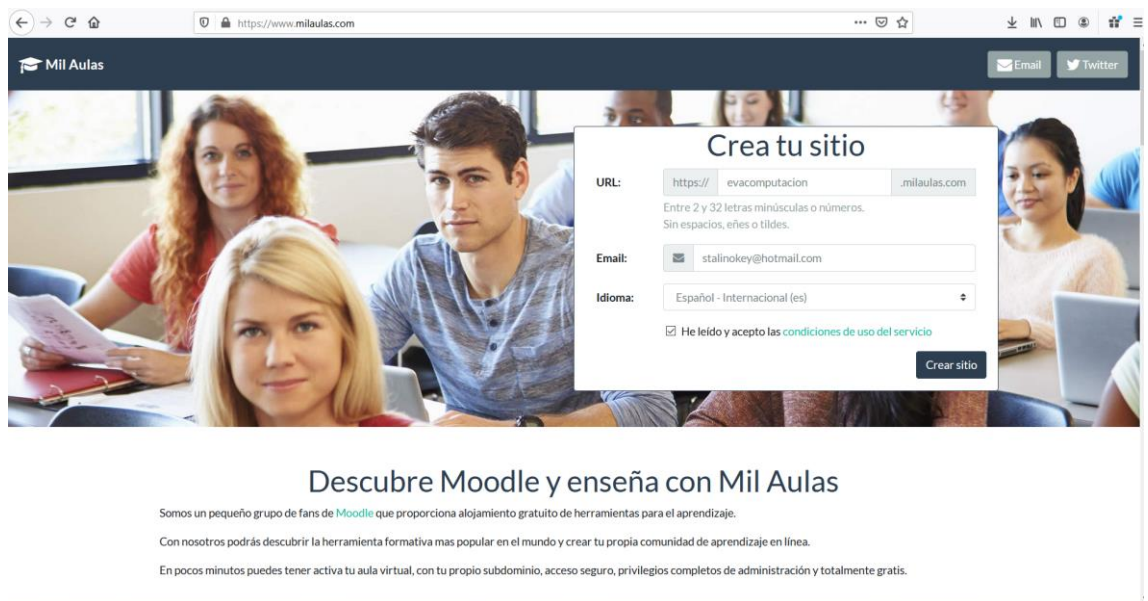 https://www.milaulas.com
Mil Aulas
Email
Twitter
Crea tu sitio
URL:
https://
evacomputacion
.milaulas.com
Entre 2 y 32 letras minúsculas o números.
Sin espacios, eñes o tildes.
Email:
stalinokey@hotmail.com
Idioma:
Español - Internacional (es)
He leído y acepto las condiciones de uso del servicio
Crear sitio
Descubre Moodle y enseña con Mil Aulas
Somos un pequeño grupo de fans de Moodle que proporciona alojamiento gratuito de herramientas para el aprendizaje.
Con nosotros podrás descubrir la herramienta formativa mas popular en el mundo y crear tu propia comunidad de aprendizaje en línea.
En pocos minutos puedes tener activa tu aula virtual, con tu propio subdominio, acceso seguro, privilegios completos de administración y totalmente gratis.